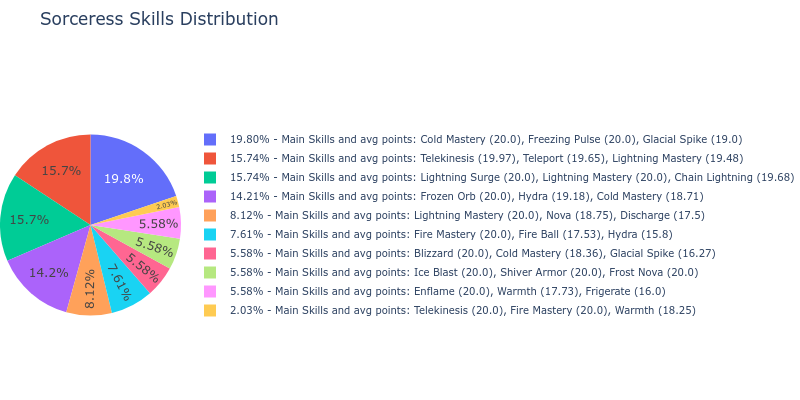 Sorceress Skills Distribution
19.8%
15.7%
15.7%
14.2%
8.12%
7.61%
5.58%
5.58%
5.58%
2.03%
19.80% - Main Skills and avg points: Cold Mastery (20.0), Freezing Pulse (20.0), Glacial Spike (19.0)
15.74% - Main Skills and avg points: Telekinesis (19.97), Teleport (19.65), Lightning Mastery (19.48)
15.74% - Main Skills and avg points: Lightning Surge (20.0), Lightning Mastery (20.0), Chain Lightning (19.68)
14.21% - Main Skills and avg points: Frozen Orb (20.0), Hydra (19.18), Cold Mastery (18.71)
8.12% - Main Skills and avg points: Lightning Mastery (20.0), Nova (18.75), Discharge (17.5)
7.61% - Main Skills and avg points: Fire Mastery (20.0), Fire Ball (17.53), Hydra (15.8)
5.58% - Main Skills and avg points: Blizzard (20.0), Cold Mastery (18.36), Glacial Spike (16.27)
5.58% - Main Skills and avg points: Ice Blast (20.0), Shiver Armor (20.0), Frost Nova (20.0)
5.58% - Main Skills and avg points: Enflame (20.0), Warmth (17.73), Frigerate (16.0)
2.03% - Main Skills and avg points: Telekinesis (20.0), Fire Mastery (20.0), Warmth (18.25)